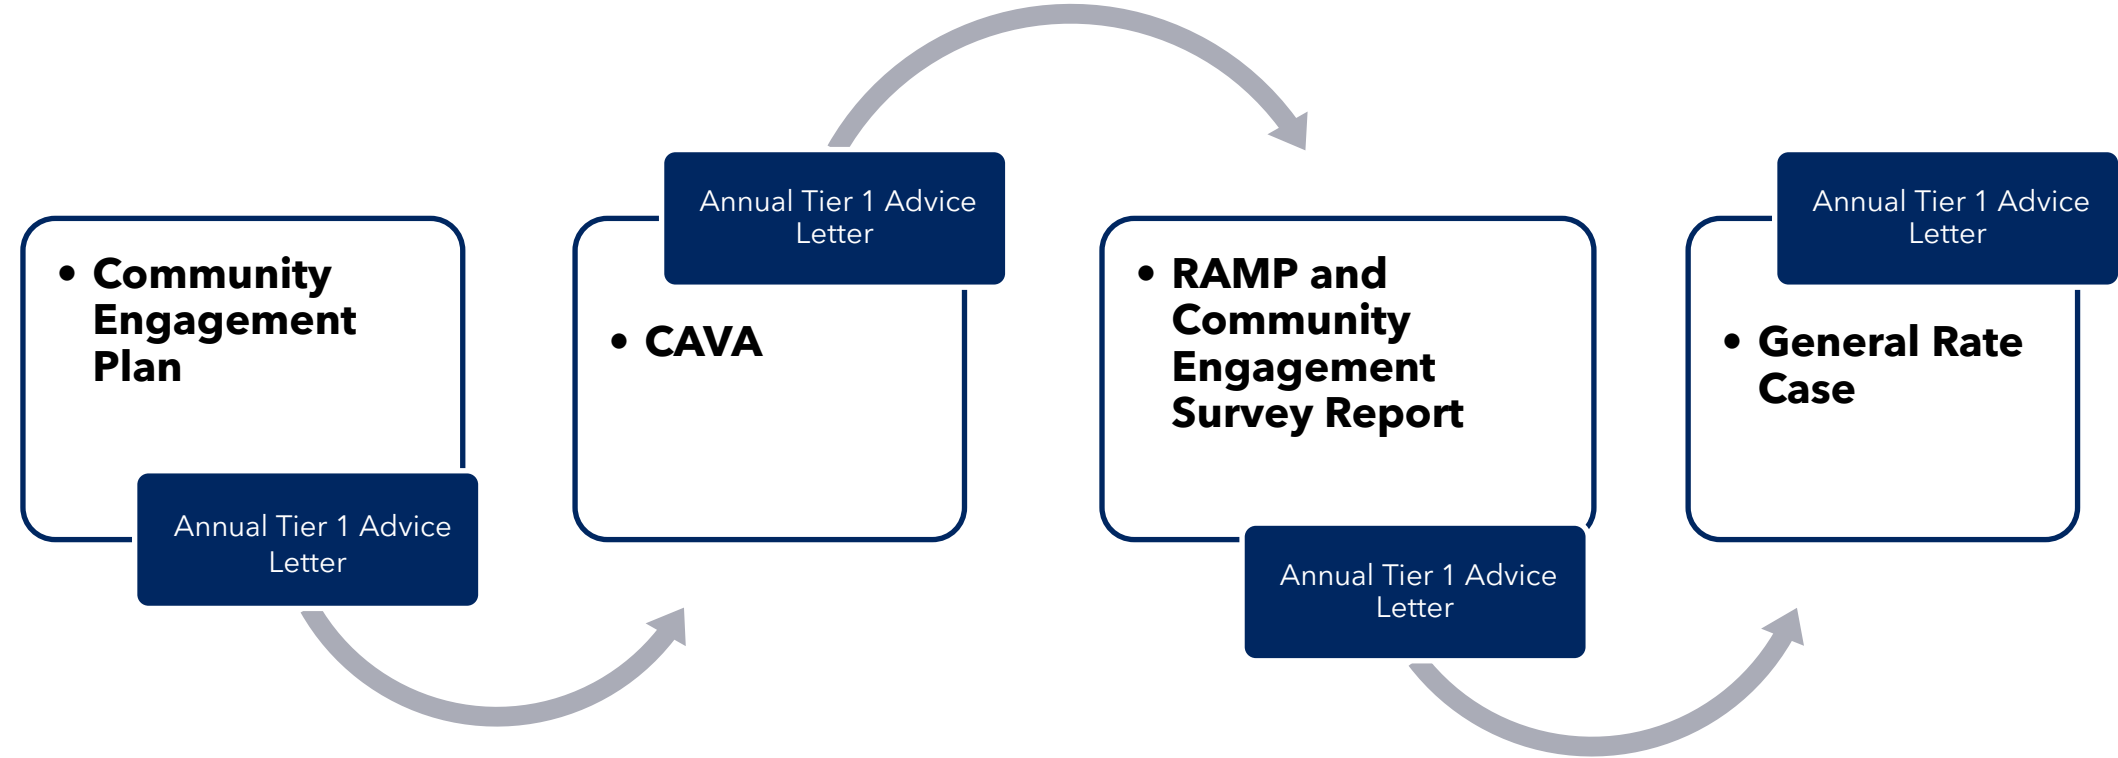 • Community
Engagement
Plan
Annual Tier 1 Advice
Letter
Annual Tier 1 Advice
Letter
• CAVA
• RAMP and
Community
Engagement
Survey Report
Annual Tier 1 Advice
Letter
Annual Tier 1 Advice
Letter
• General Rate
Case